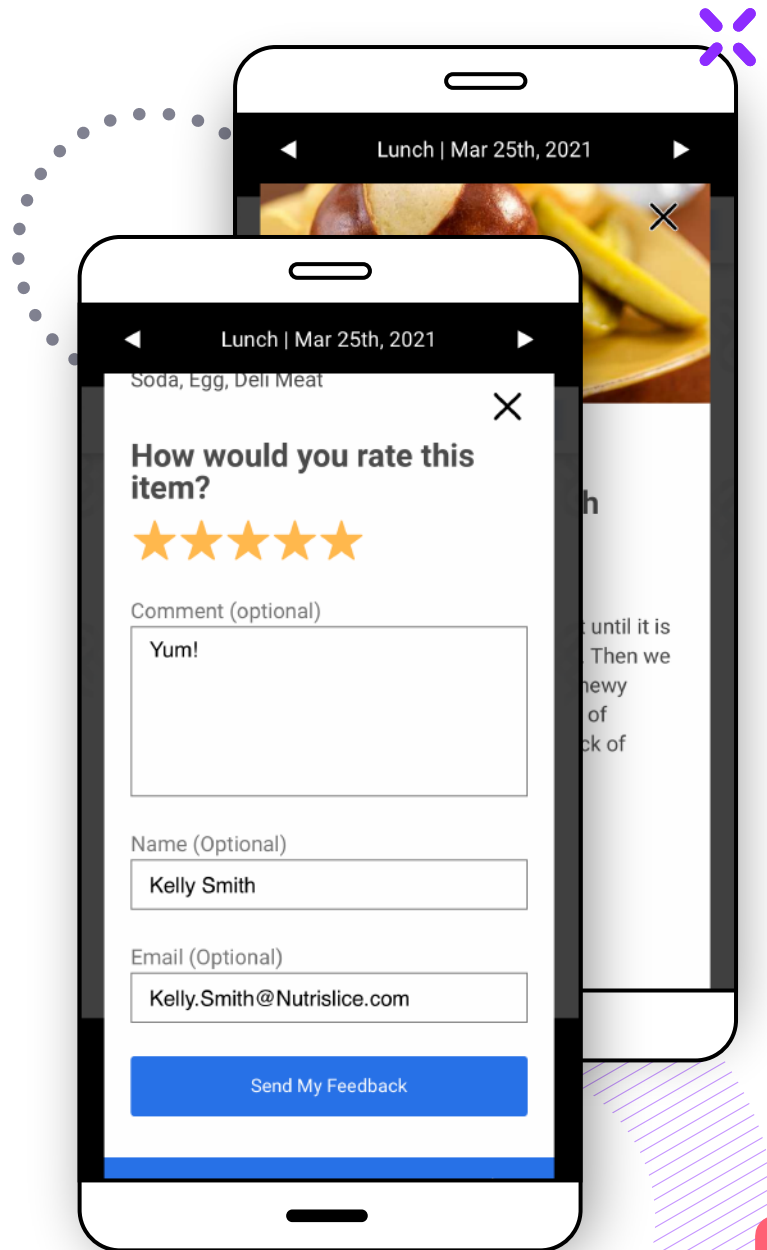 Lunch | Mar 25th, 2021
Lunch | Mar 25th, 2021
Soda, Egg, Deli Meat
How would you rate this
item?
Comment (optional)
Yum!
Name (Optional)
Kelly Smith
Email (Optional)
Kelly.Smith@Nutrislice.com
Send My Feedback
until it is
Then we
of
of